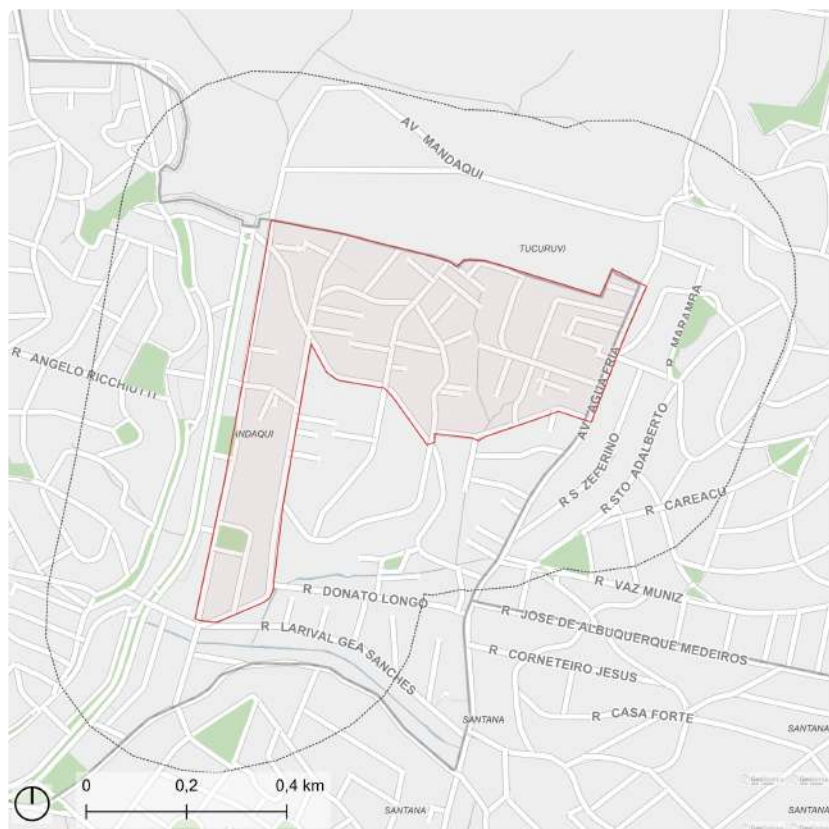 AV MANDAQUI
TUCURUVI
R MARAMBA
R ANGELO RICCHIUTTI
AV AGUA FRIA
ANDAQUI
R S ZEFERINO
R STO ADALBERTO
R CAREACU
R VAZ MUNIZ
R DONATO LONGO
R JOSE DE ALBUQUERQUE MEDEIROS
R LARIVAL GEA SANCHES
R CORNETEIRO JESUS
R CASA FORTE
SANTANA
SANTANA
0 0,2 0,4 km
SANTANA
SANTANA